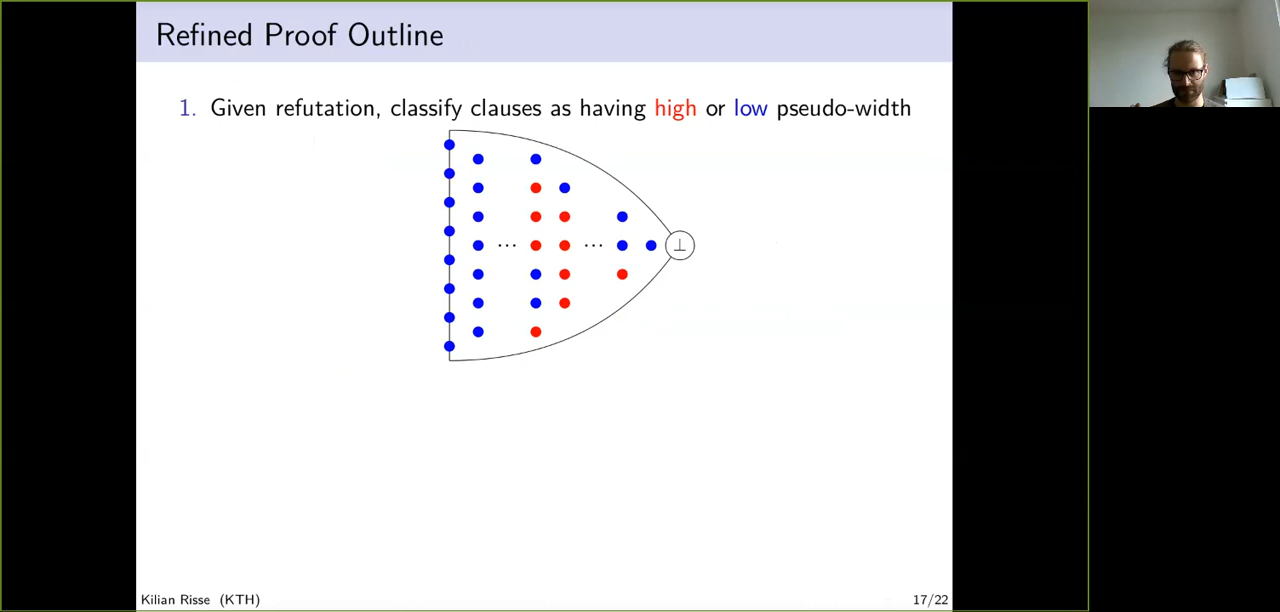 Refined Proof Outline
1. Given refutation, classify clauses as having high or low pseudo-width
... ... ⊥
Kilian Risse (KTH) 17/22